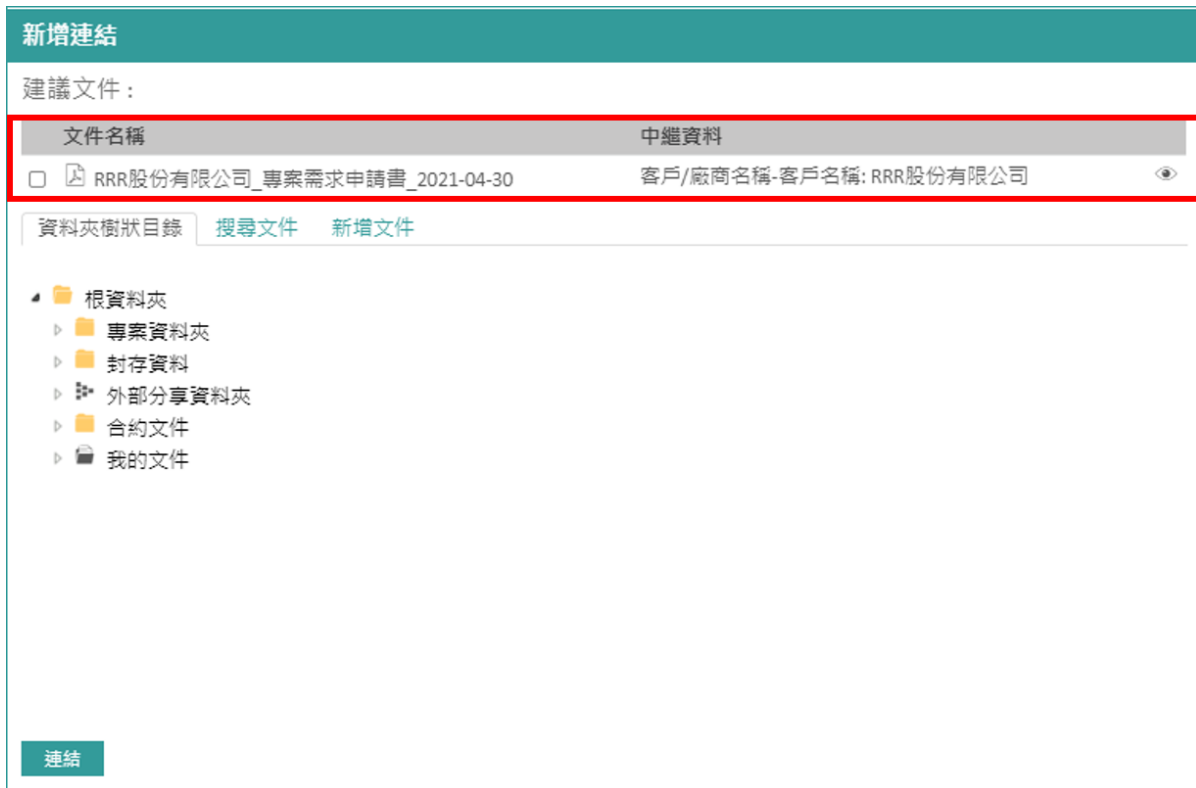 新增連結
建議文件 :
文件名稱 中繼資料
RRR股份有限公司_專案需求申請書_2021-04-30 客戶/廠商名稱-客戶名稱: RRR股份有限公司
資料夾樹狀目錄 搜尋文件 新增文件
根資料夾
專案資料夾
封存資料
外部分享資料夾
合約文件
我的文件
連結